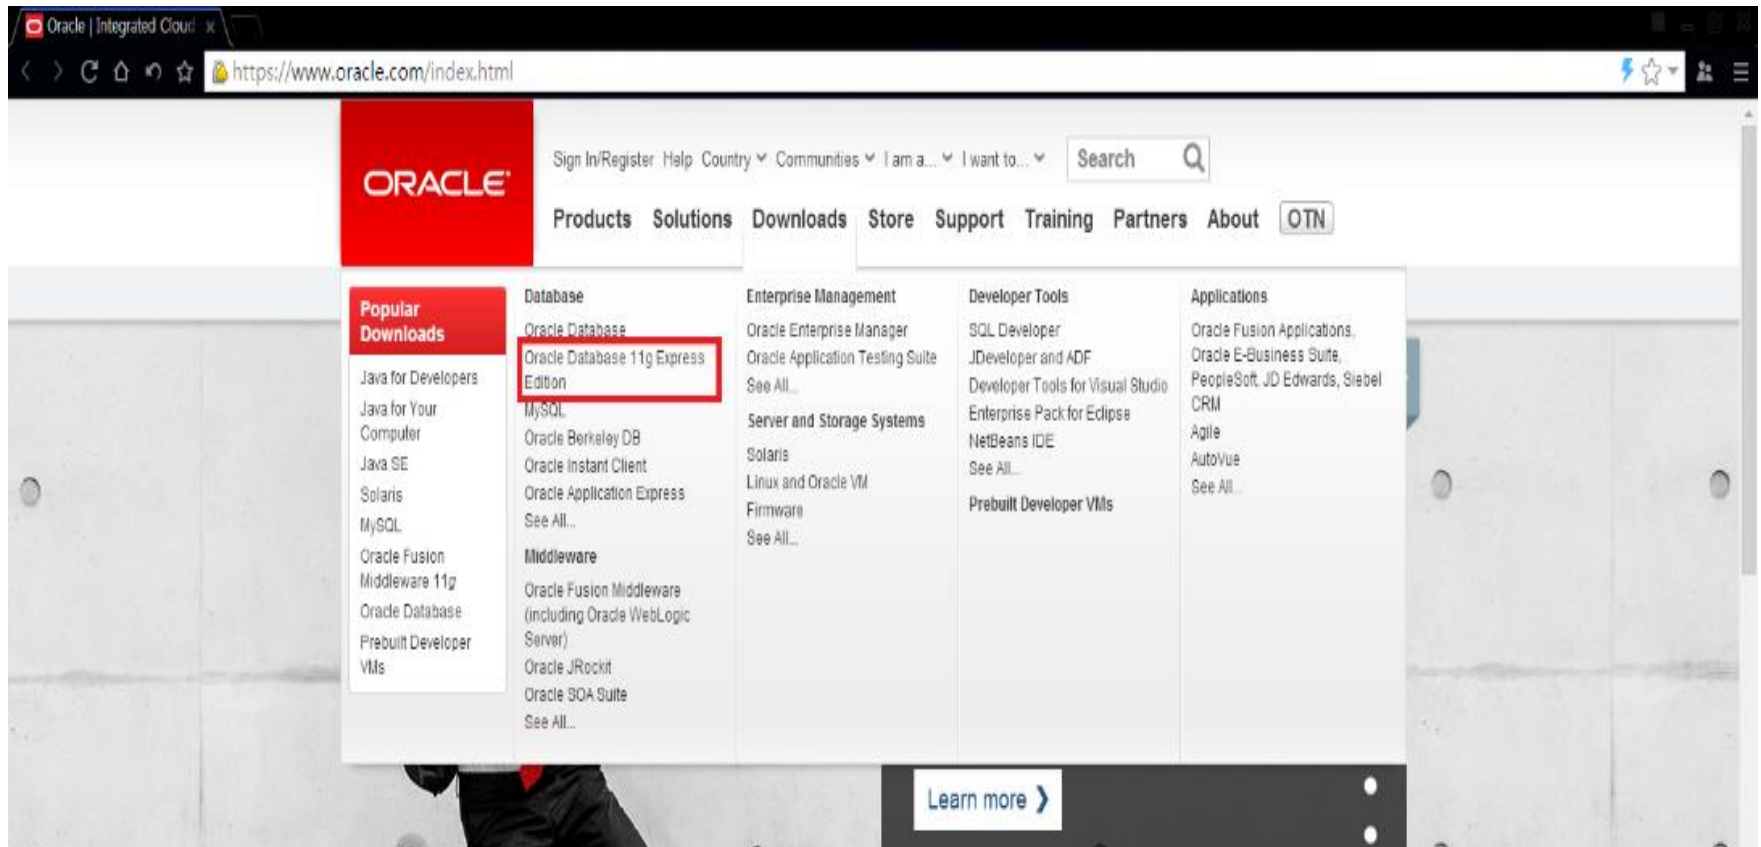 Oracle | Integrated Cloud
https://www.oracle.com/index.html
ORACLE
Sign In/Register Help Country Communities I am a... I want to... Search
Products Solutions Downloads Store Support Training Partners About OTN
Popular
Downloads
Java for Developers
Java for Your
Computer
Java SE
Solaris
MySQL
Oracle Fusion
Middleware 11g
Oracle Database
Prebuilt Developer
VMs
Database
Oracle Database
Oracle Database 11g Express
Edition
MySQL
Oracle Berkeley DB
Oracle Instant Client
Oracle Application Express
See All...
Middleware
Oracle Fusion Middleware
(including Oracle WebLogic
Server)
Oracle JRockit
Oracle SOA Suite
See All...
Enterprise Management
Oracle Enterprise Manager
Oracle Application Testing Suite
See All...
Server and Storage Systems
Solaris
Linux and Oracle VM
Firmware
See All...
Developer Tools
SQL Developer
JDeveloper and ADF
Developer Tools for Visual Studio
Enterprise Pack for Eclipse
NetBeans IDE
See All...
Prebuilt Developer VMs
Applications
Oracle Fusion Applications,
Oracle E-Business Suite,
PeopleSoft, JD Edwards, Siebel
CRM
Agile
AutoVue
See All...
Learn more ❯